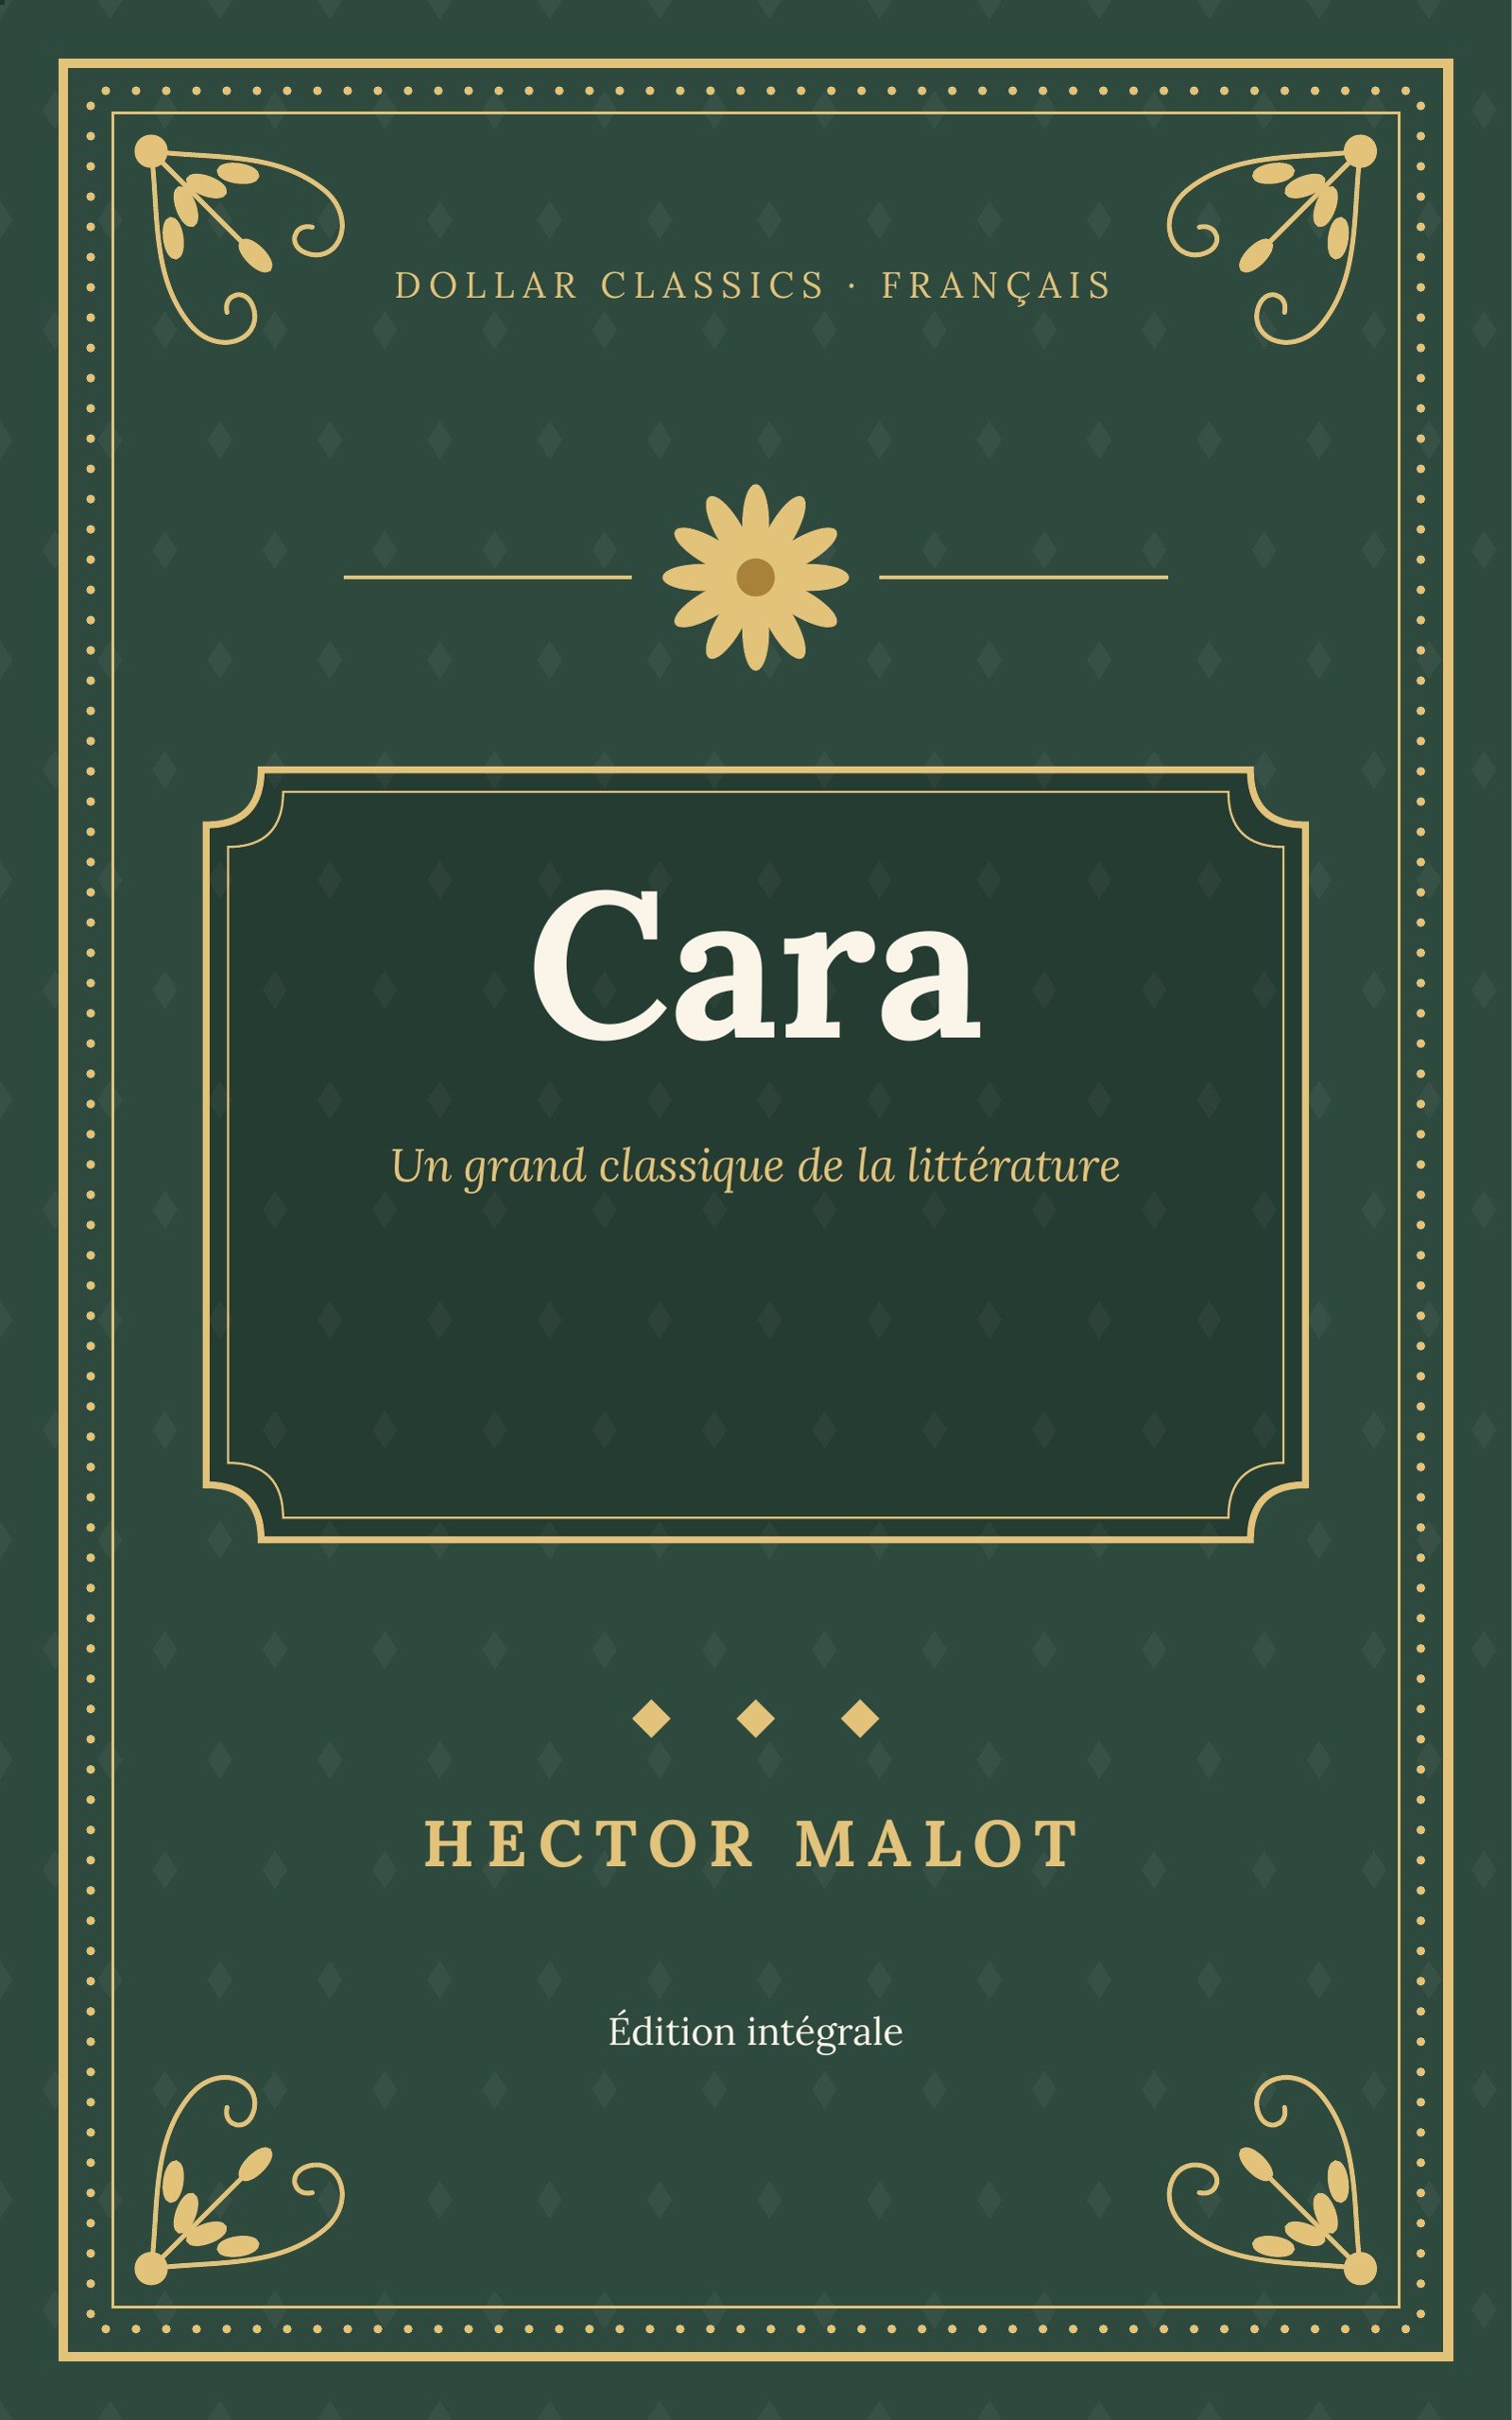 DOLLAR CLASSICS · FRANÇAIS
Cara
Un grand classique de la littérature
HECTOR MALOT
Édition intégrale